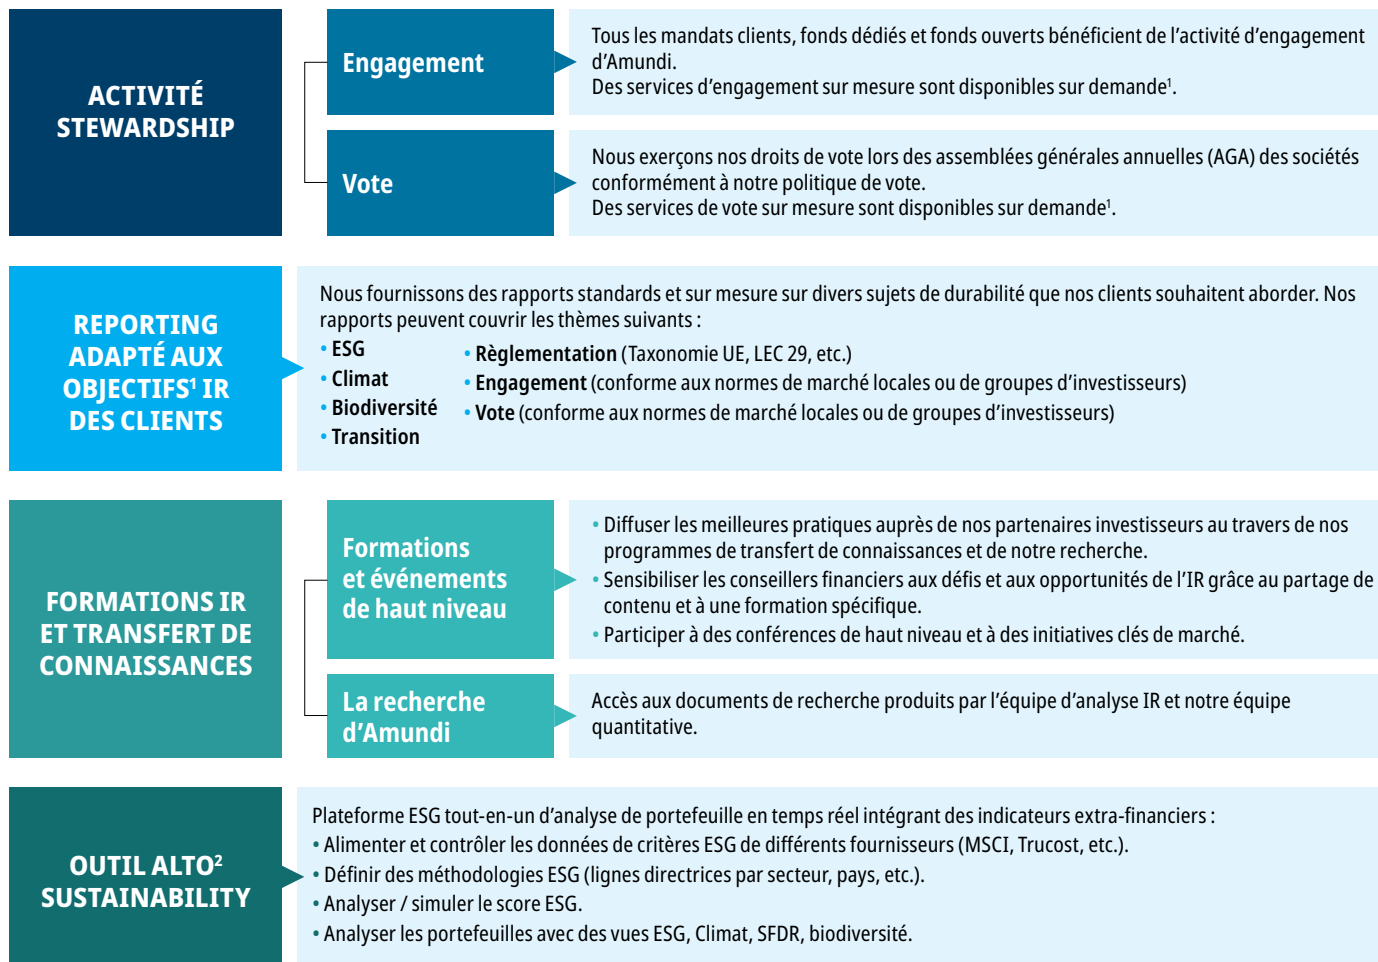 ACTIVITÉ
STEWARDSHIP
Engagement
Tous les mandats clients, fonds dédiés et fonds ouverts bénéficient de l’activité d’engagement
d’Amundi.
Des services d’engagement sur mesure sont disponibles sur demande¹.
Vote
Nous exerçons nos droits de vote lors des assemblées générales annuelles (AGA) des sociétés
conformément à notre politique de vote.
Des services de vote sur mesure sont disponibles sur demande¹.
REPORTING
ADAPTÉ AUX
OBJECTIFS¹ IR
DES CLIENTS
Nous fournissons des rapports standards et sur mesure sur divers sujets de durabilité que nos clients souhaitent aborder. Nos
rapports peuvent couvrir les thèmes suivants :
• ESG
• Climat
• Biodiversité
• Transition
• Règlementation (Taxonomie UE, LEC 29, etc.)
• Engagement (conforme aux normes de marché locales ou de groupes d’investisseurs)
• Vote (conforme aux normes de marché locales ou de groupes d’investisseurs)
FORMATIONS IR
ET TRANSFERT DE
CONNAISSANCES
Formations
et événements
de haut niveau
• Diffuser les meilleures pratiques auprès de nos partenaires investisseurs au travers de nos
programmes de transfert de connaissances et de notre recherche.
• Sensibiliser les conseillers financiers aux défis et aux opportunités de l’IR grâce au partage de
contenu et à une formation spécifique.
• Participer à des conférences de haut niveau et à des initiatives clés de marché.
La recherche
d’Amundi
Accès aux documents de recherche produits par l’équipe d’analyse IR et notre équipe
quantitative.
OUTIL ALTO²
SUSTAINABILITY
Plateforme ESG tout-en-un d’analyse de portefeuille en temps réel intégrant des indicateurs extra-financiers :
• Alimenter et contrôler les données de critères ESG de différents fournisseurs (MSCI, Trucost, etc.).
• Définir des méthodologies ESG (lignes directrices par secteur, pays, etc.).
• Analyser / simuler le score ESG.
• Analyser les portefeuilles avec des vues ESG, Climat, SFDR, biodiversité.